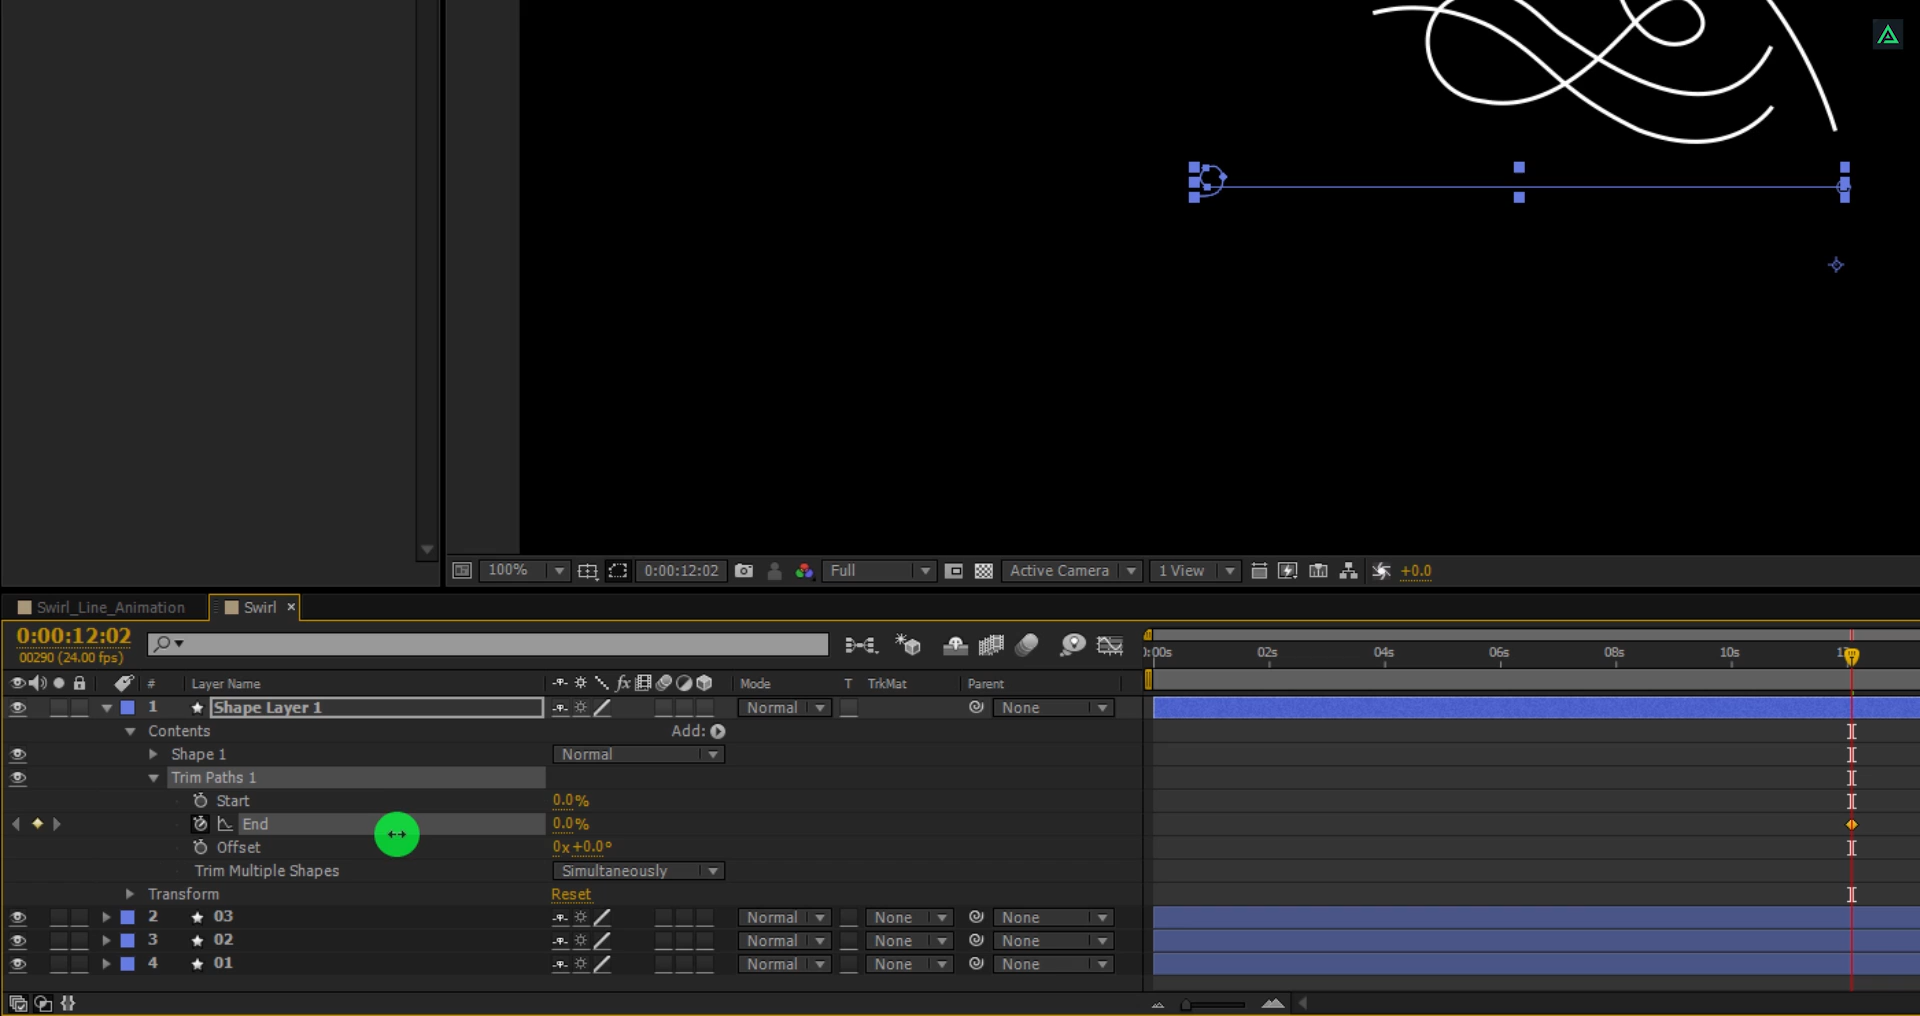 100%
0:00:12:02
Full
Active Camera
1 View
+0.0
Swirl_Line_Animation
Swirl ×
0:00:12:02
00290 (24.00 fps)
:00s 02s 04s 06s 08s 10s
# Layer Name Mode T TrkMat Parent
1 Shape Layer 1 Normal None
Contents Add:
Shape 1 Normal
Trim Paths 1
Start 0.0%
End 0.0%
Offset 0x+0.0°
Trim Multiple Shapes Simultaneously
Transform Reset
2 03 Normal None None
3 02 Normal None None
4 01 Normal None None